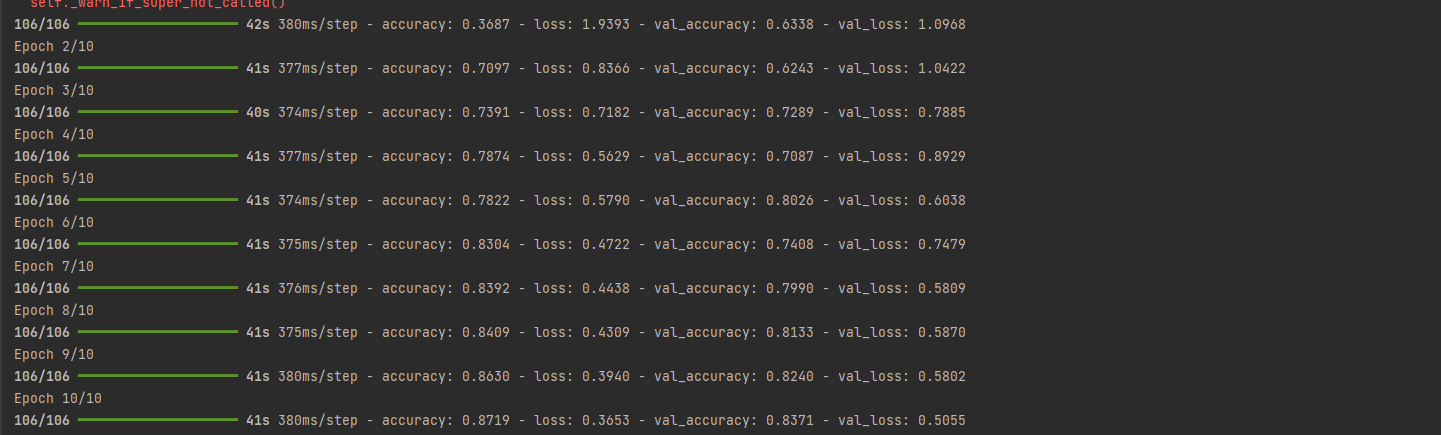 self._warn_if_super_not_called()
106/106 ━━━━━━━━━━━━━━━━━━━━ 42s 380ms/step - accuracy: 0.3687 - loss: 1.9393 - val_accuracy: 0.6338 - val_loss: 1.0968
Epoch 2/10
106/106 ━━━━━━━━━━━━━━━━━━━━ 41s 377ms/step - accuracy: 0.7097 - loss: 0.8366 - val_accuracy: 0.6243 - val_loss: 1.0422
Epoch 3/10
106/106 ━━━━━━━━━━━━━━━━━━━━ 40s 374ms/step - accuracy: 0.7391 - loss: 0.7182 - val_accuracy: 0.7289 - val_loss: 0.7885
Epoch 4/10
106/106 ━━━━━━━━━━━━━━━━━━━━ 41s 377ms/step - accuracy: 0.7874 - loss: 0.5629 - val_accuracy: 0.7087 - val_loss: 0.8929
Epoch 5/10
106/106 ━━━━━━━━━━━━━━━━━━━━ 41s 374ms/step - accuracy: 0.7822 - loss: 0.5790 - val_accuracy: 0.8026 - val_loss: 0.6038
Epoch 6/10
106/106 ━━━━━━━━━━━━━━━━━━━━ 41s 375ms/step - accuracy: 0.8304 - loss: 0.4722 - val_accuracy: 0.7408 - val_loss: 0.7479
Epoch 7/10
106/106 ━━━━━━━━━━━━━━━━━━━━ 41s 376ms/step - accuracy: 0.8392 - loss: 0.4438 - val_accuracy: 0.7990 - val_loss: 0.5809
Epoch 8/10
106/106 ━━━━━━━━━━━━━━━━━━━━ 41s 375ms/step - accuracy: 0.8409 - loss: 0.4309 - val_accuracy: 0.8133 - val_loss: 0.5870
Epoch 9/10
106/106 ━━━━━━━━━━━━━━━━━━━━ 41s 380ms/step - accuracy: 0.8630 - loss: 0.3940 - val_accuracy: 0.8240 - val_loss: 0.5802
Epoch 10/10
106/106 ━━━━━━━━━━━━━━━━━━━━ 41s 380ms/step - accuracy: 0.8719 - loss: 0.3653 - val_accuracy: 0.8371 - val_loss: 0.5055